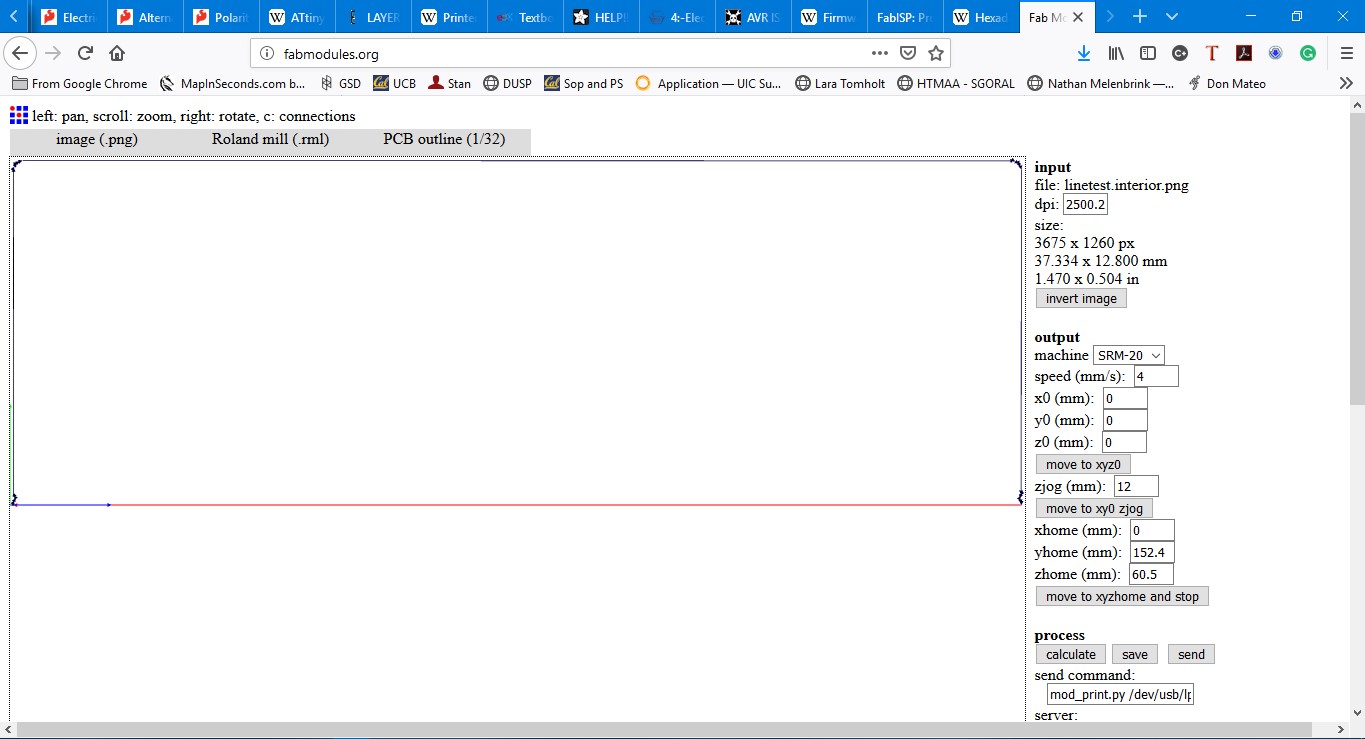 Electri Altern Polarit ATtiny LAYER Printe Textbo HELP! 4:-Elec AVR IS Firmw FabISP: Pro Hexad Fab Mo
fabmodules.org
From Google Chrome MapInSeconds.com b... GSD UCB Stan DUSP Sop and PS Application — UIC Su... Lara Tomholt HTMAA - SGORAL Nathan Melenbrink —... Don Mateo
left: pan, scroll: zoom, right: rotate, c: connections
image (.png) Roland mill (.rml) PCB outline (1/32)
input
file: linetest.interior.png
dpi: 2500.2
size:
3675 x 1260 px
37.334 x 12.800 mm
1.470 x 0.504 in
invert image
output
machine SRM-20
speed (mm/s): 4
x0 (mm): 0
y0 (mm): 0
z0 (mm): 0
move to xyz0
zjog (mm): 12
move to xy0 zjog
xhome (mm): 0
yhome (mm): 152.4
zhome (mm): 60.5
move to xyzhome and stop
process
calculate save send
send command:
mod_print.py /dev/usb/lp
server: